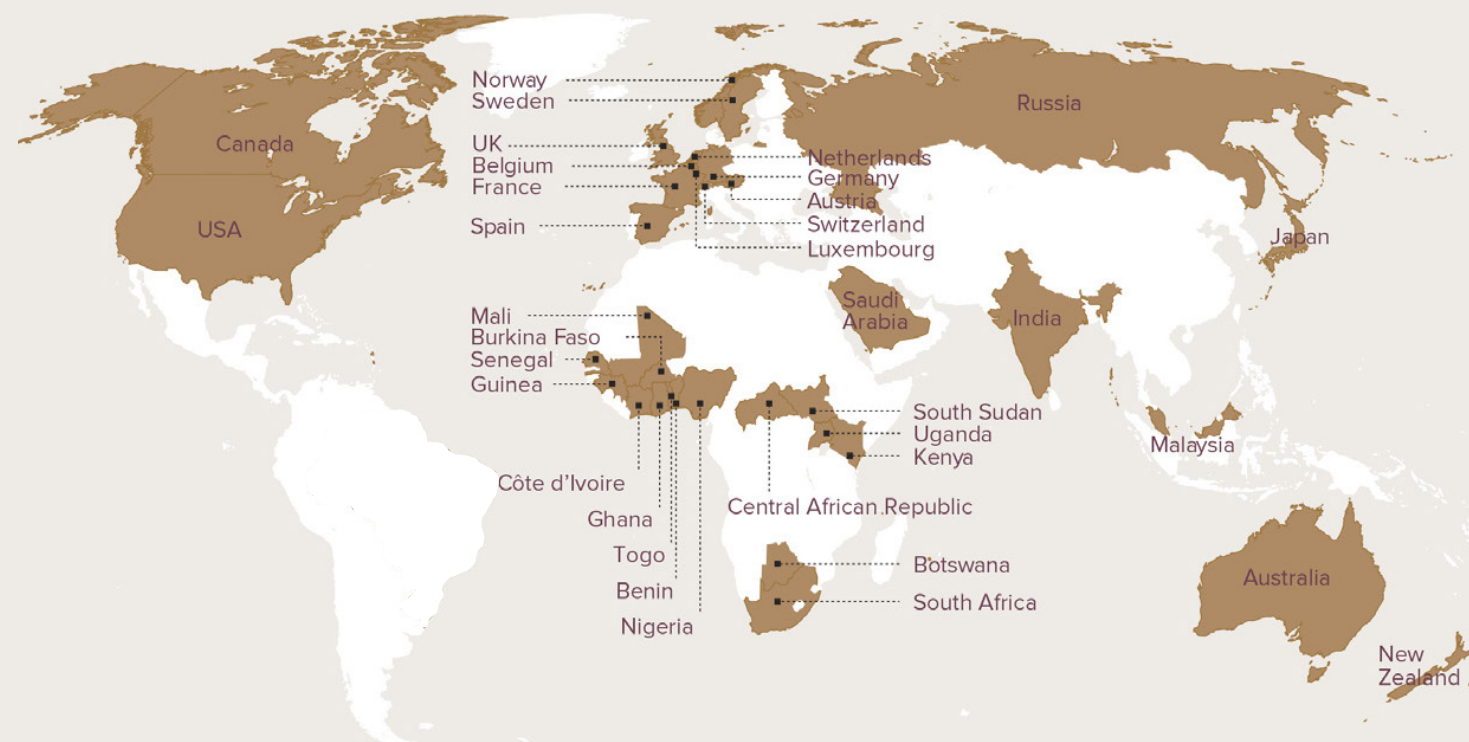 Norway
Sweden
Russia
Canada
UK
Belgium
France
Netherlands
Germany
Austria
Switzerland
Luxembourg
Spain
USA
Japan
Saudi
Arabia
India
Mali
Burkina Faso
Senegal
Guinea
South Sudan
Uganda
Kenya
Malaysia
Côte d'Ivoire
Ghana
Togo
Benin
Nigeria
Central African Republic
Botswana
South Africa
Australia
New
Zealand